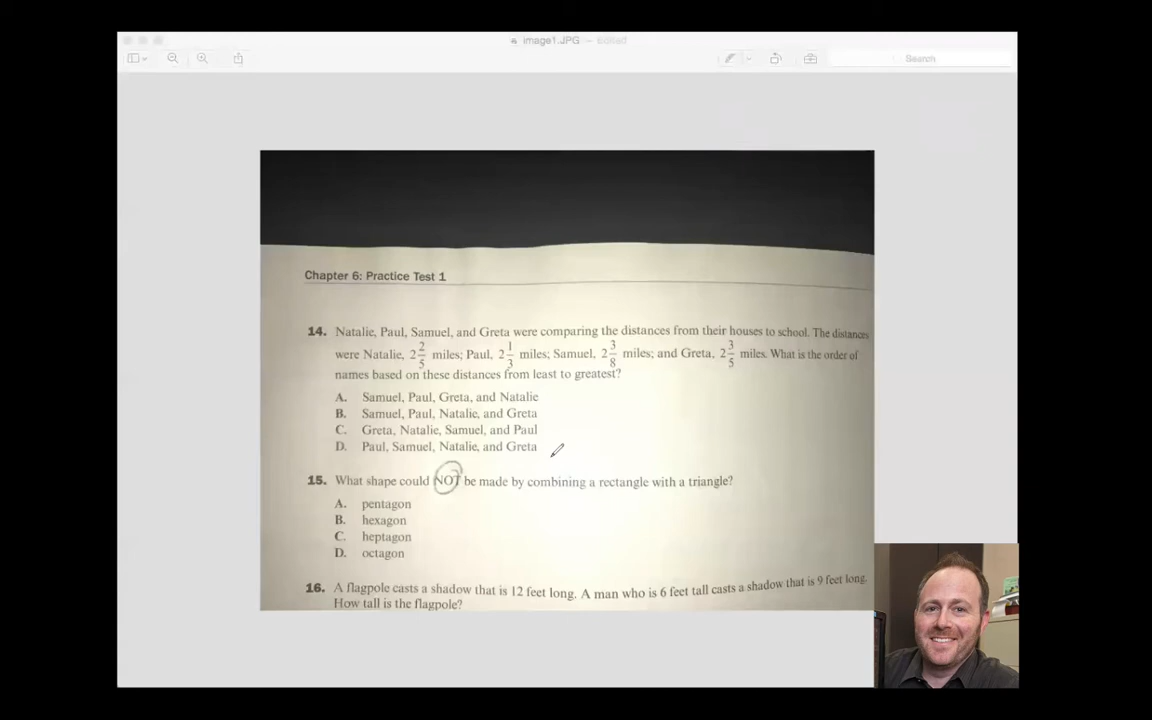 image1.JPG — edited
Search
Chapter 6: Practice Test 1
14. Natalie, Paul, Samuel, and Greta were comparing the distances from their houses to school. The distances
were Natalie, 2 2/5 miles; Paul, 2 1/3 miles; Samuel, 2 3/8 miles; and Greta, 2 3/5 miles. What is the order of
names based on these distances from least to greatest?
A. Samuel, Paul, Greta, and Natalie
B. Samuel, Paul, Natalie, and Greta
C. Greta, Natalie, Samuel, and Paul
D. Paul, Samuel, Natalie, and Greta
15. What shape could NOT be made by combining a rectangle with a triangle?
A. pentagon
B. hexagon
C. heptagon
D. octagon
16. A flagpole casts a shadow that is 12 feet long. A man who is 6 feet tall casts a shadow that is 9 feet long.
How tall is the flagpole?